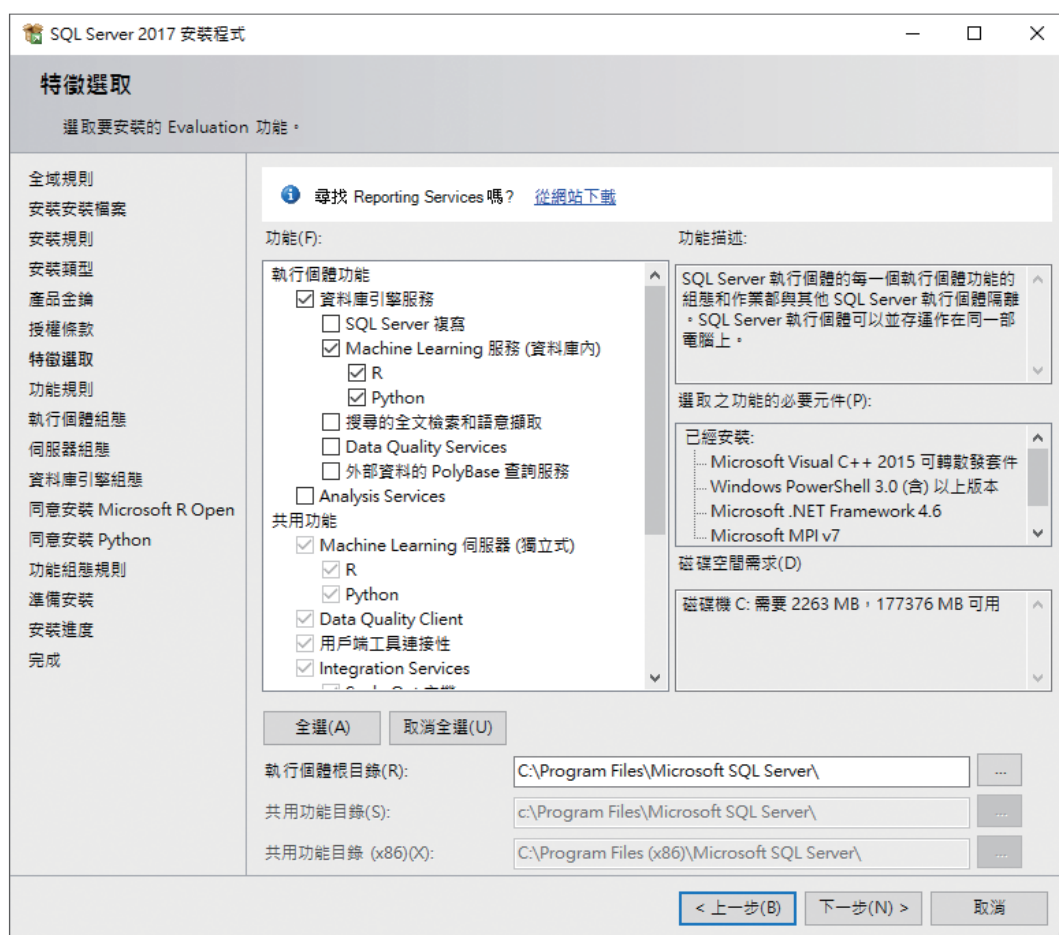 SQL Server 2017 安裝程式
特徵選取
選取要安裝的 Evaluation 功能。
全域規則
安裝安裝檔案
安裝規則
安裝類型
產品金鑰
授權條款
特徵選取
功能規則
執行個體組態
伺服器組態
資料庫引擎組態
同意安裝 Microsoft R Open
同意安裝 Python
功能組態規則
準備安裝
安裝進度
完成
尋找 Reporting Services 嗎? 從網站下載
功能(F):
執行個體功能
資料庫引擎服務
SQL Server 複寫
Machine Learning 服務 (資料庫內)
R
Python
搜尋的全文檢索和語意擷取
Data Quality Services
外部資料的 PolyBase 查詢服務
Analysis Services
共用功能
Machine Learning 伺服器 (獨立式)
R
Python
Data Quality Client
用戶端工具連接性
Integration Services
功能描述:
SQL Server 執行個體的每一個執行個體功能的
組態和作業都與其他 SQL Server 執行個體隔離
。SQL Server 執行個體可以並存運作在同一部
電腦上。
選取之功能的必要元件(P):
已經安裝:
Microsoft Visual C++ 2015 可轉散發套件
Windows PowerShell 3.0 (含) 以上版本
Microsoft .NET Framework 4.6
Microsoft MPI v7
磁碟空間需求(D)
磁碟機 C: 需要 2263 MB,177376 MB 可用
全選(A) 取消全選(U)
執行個體根目錄(R): C:\Program Files\Microsoft SQL Server\ ...
共用功能目錄(S): c:\Program Files\Microsoft SQL Server\ ...
共用功能目錄 (x86)(X): C:\Program Files (x86)\Microsoft SQL Server\ ...
< 上一步(B) 下一步(N) > 取消